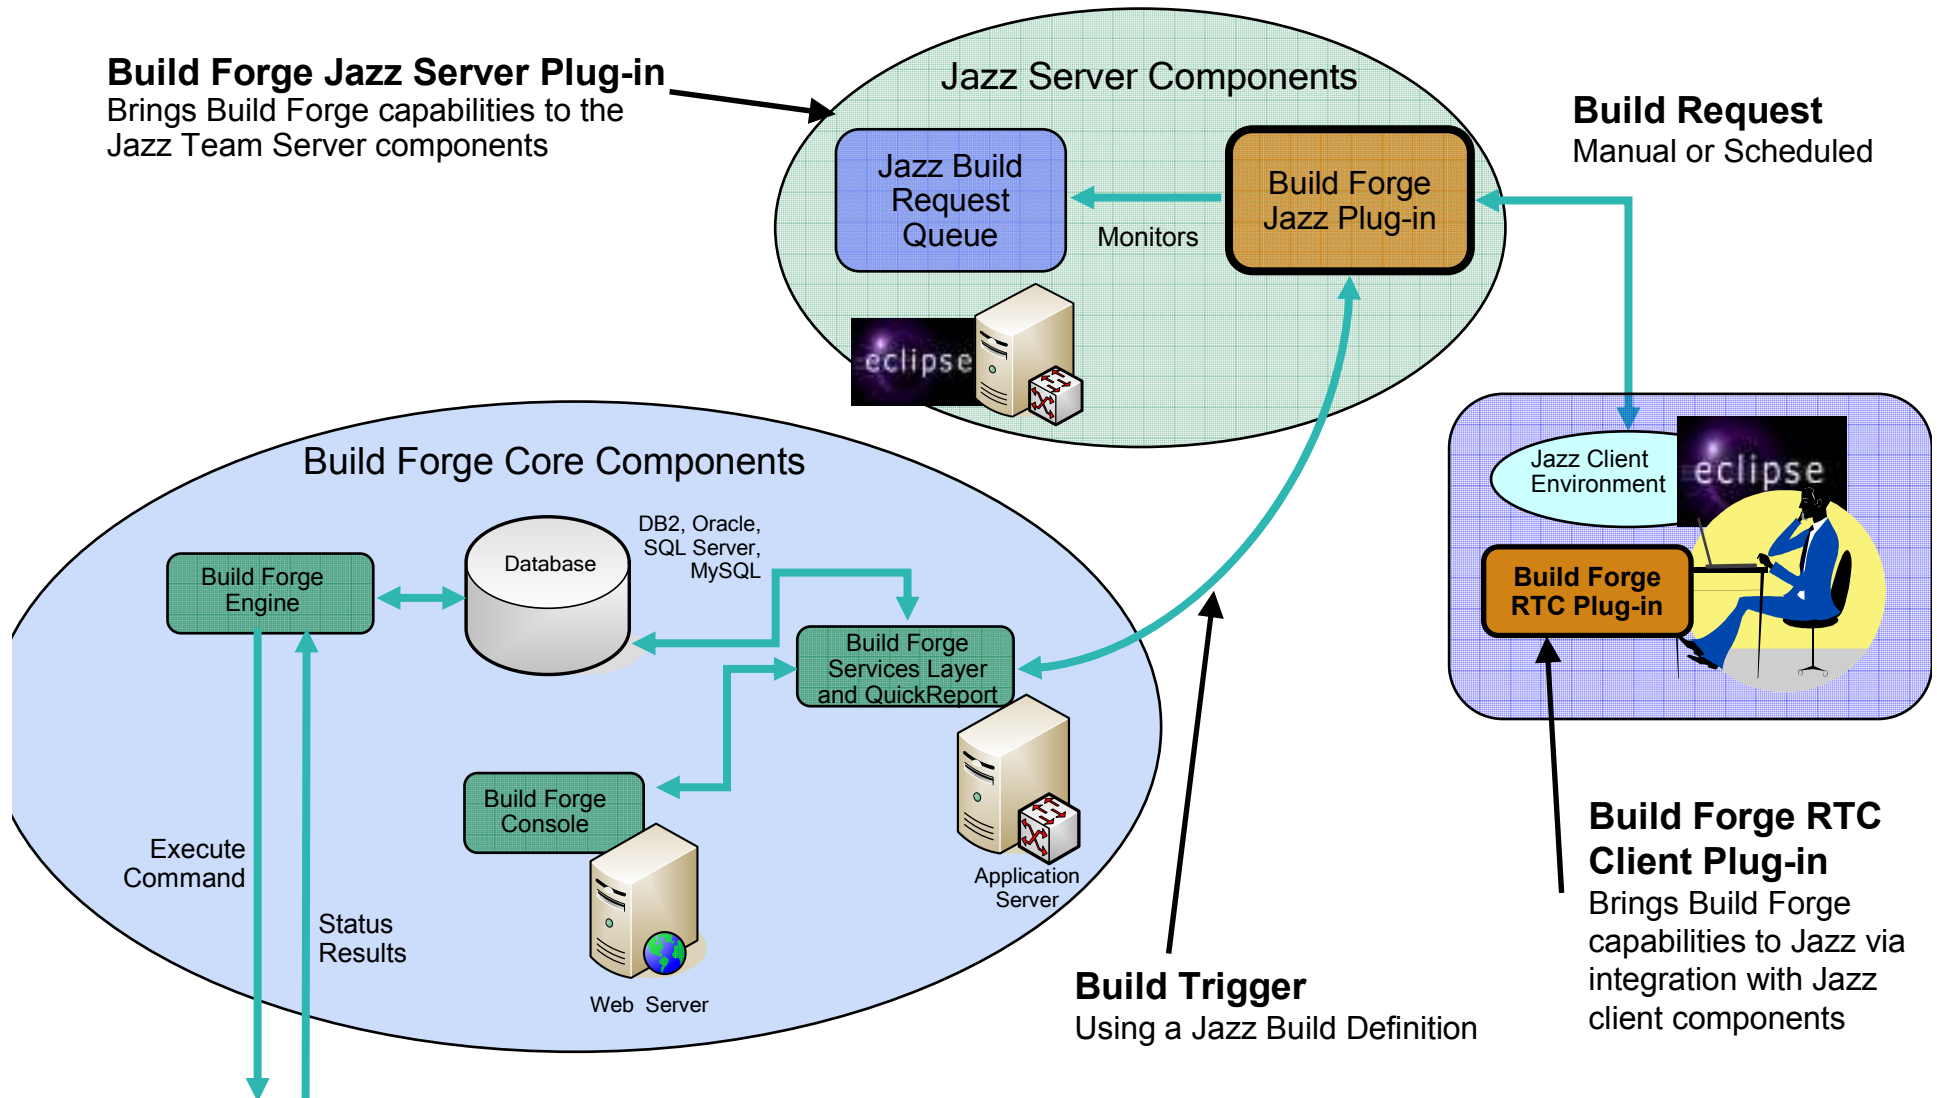 Build Forge Jazz Server Plug-in
Brings Build Forge capabilities to the
Jazz Team Server components
Jazz Server Components
Build Request
Manual or Scheduled
Jazz Build
Request
Queue
Monitors
Build Forge
Jazz Plug-in
eclipse
Jazz Client
Environment
eclipse
Build Forge
RTC Plug-in
Build Forge Core Components
Build Forge
Engine
Database
DB2, Oracle,
SQL Server,
MySQL
Build Forge
Services Layer
and QuickReport
Build Forge
Console
Application
Server
Web Server
Execute
Command
Status
Results
Build Trigger
Using a Jazz Build Definition
Build Forge RTC
Client Plug-in
Brings Build Forge
capabilities to Jazz via
integration with Jazz
client components